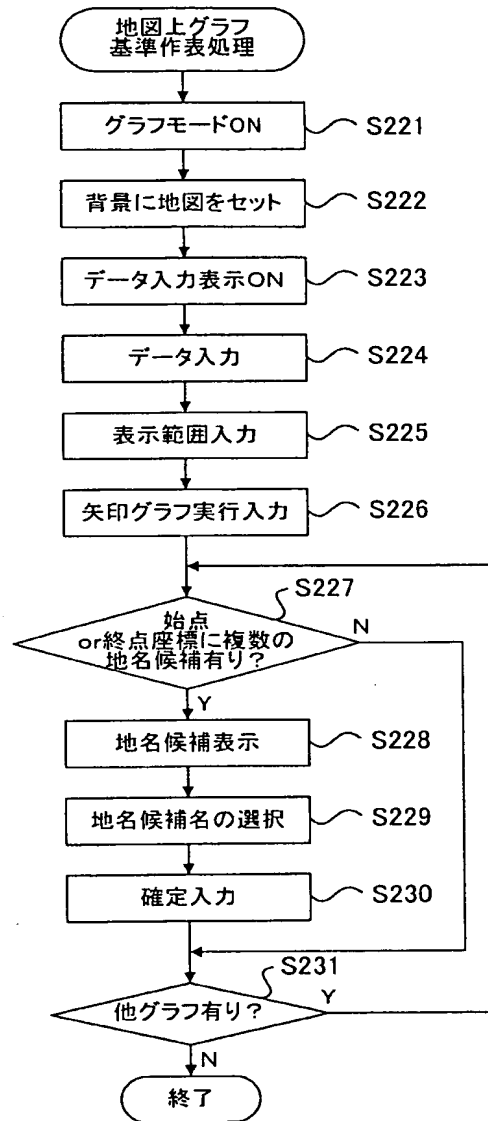 地図上グラフ
基準作表処理
グラフモードON
S221
背景に地図をセット
S222
データ入力表示ON
S223
データ入力
S224
表示範囲入力
S225
矢印グラフ実行入力
S226
S227
始点
or終点座標に複数の
地名候補有り?
N
Y
地名候補表示
S228
地名候補名の選択
S229
確定入力
S230
S231
他グラフ有り?
Y
N
終了